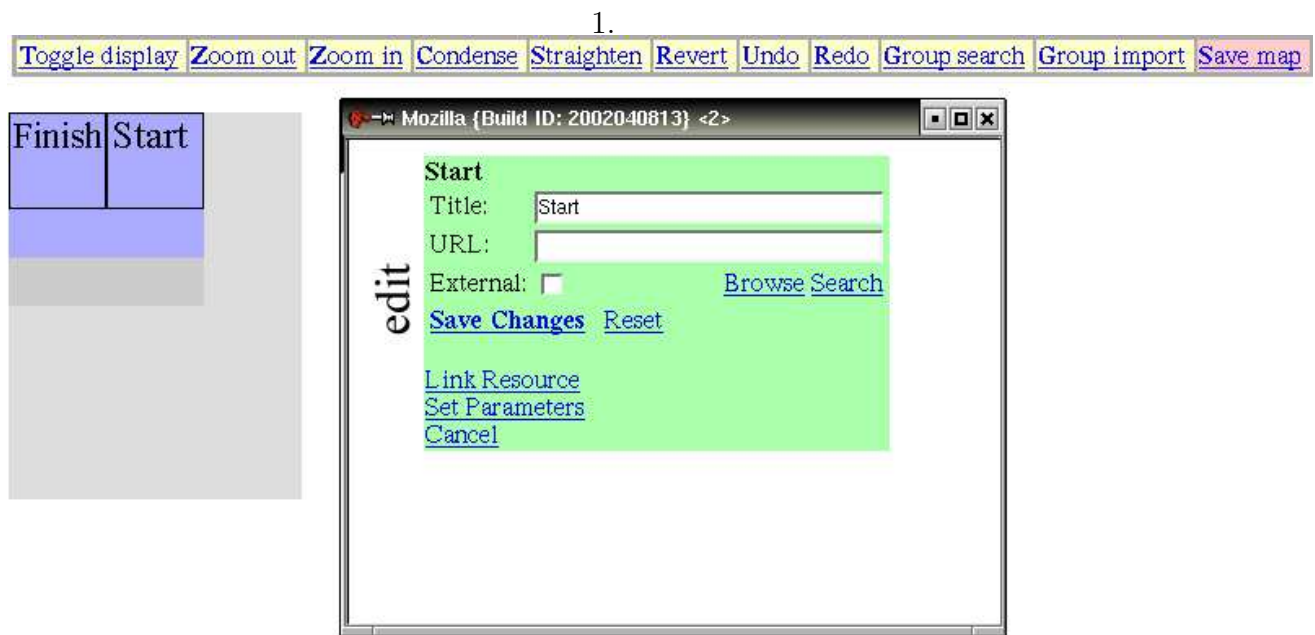 1.
Toggle display Zoom out Zoom in Condense Straighten Revert Undo Redo Group search Group import Save map
Finish Start
Mozilla {Build ID: 2002040813} <2>
Start
Title: Start
URL:
edit
External: Browse Search
Save Changes Reset
Link Resource
Set Parameters
Cancel